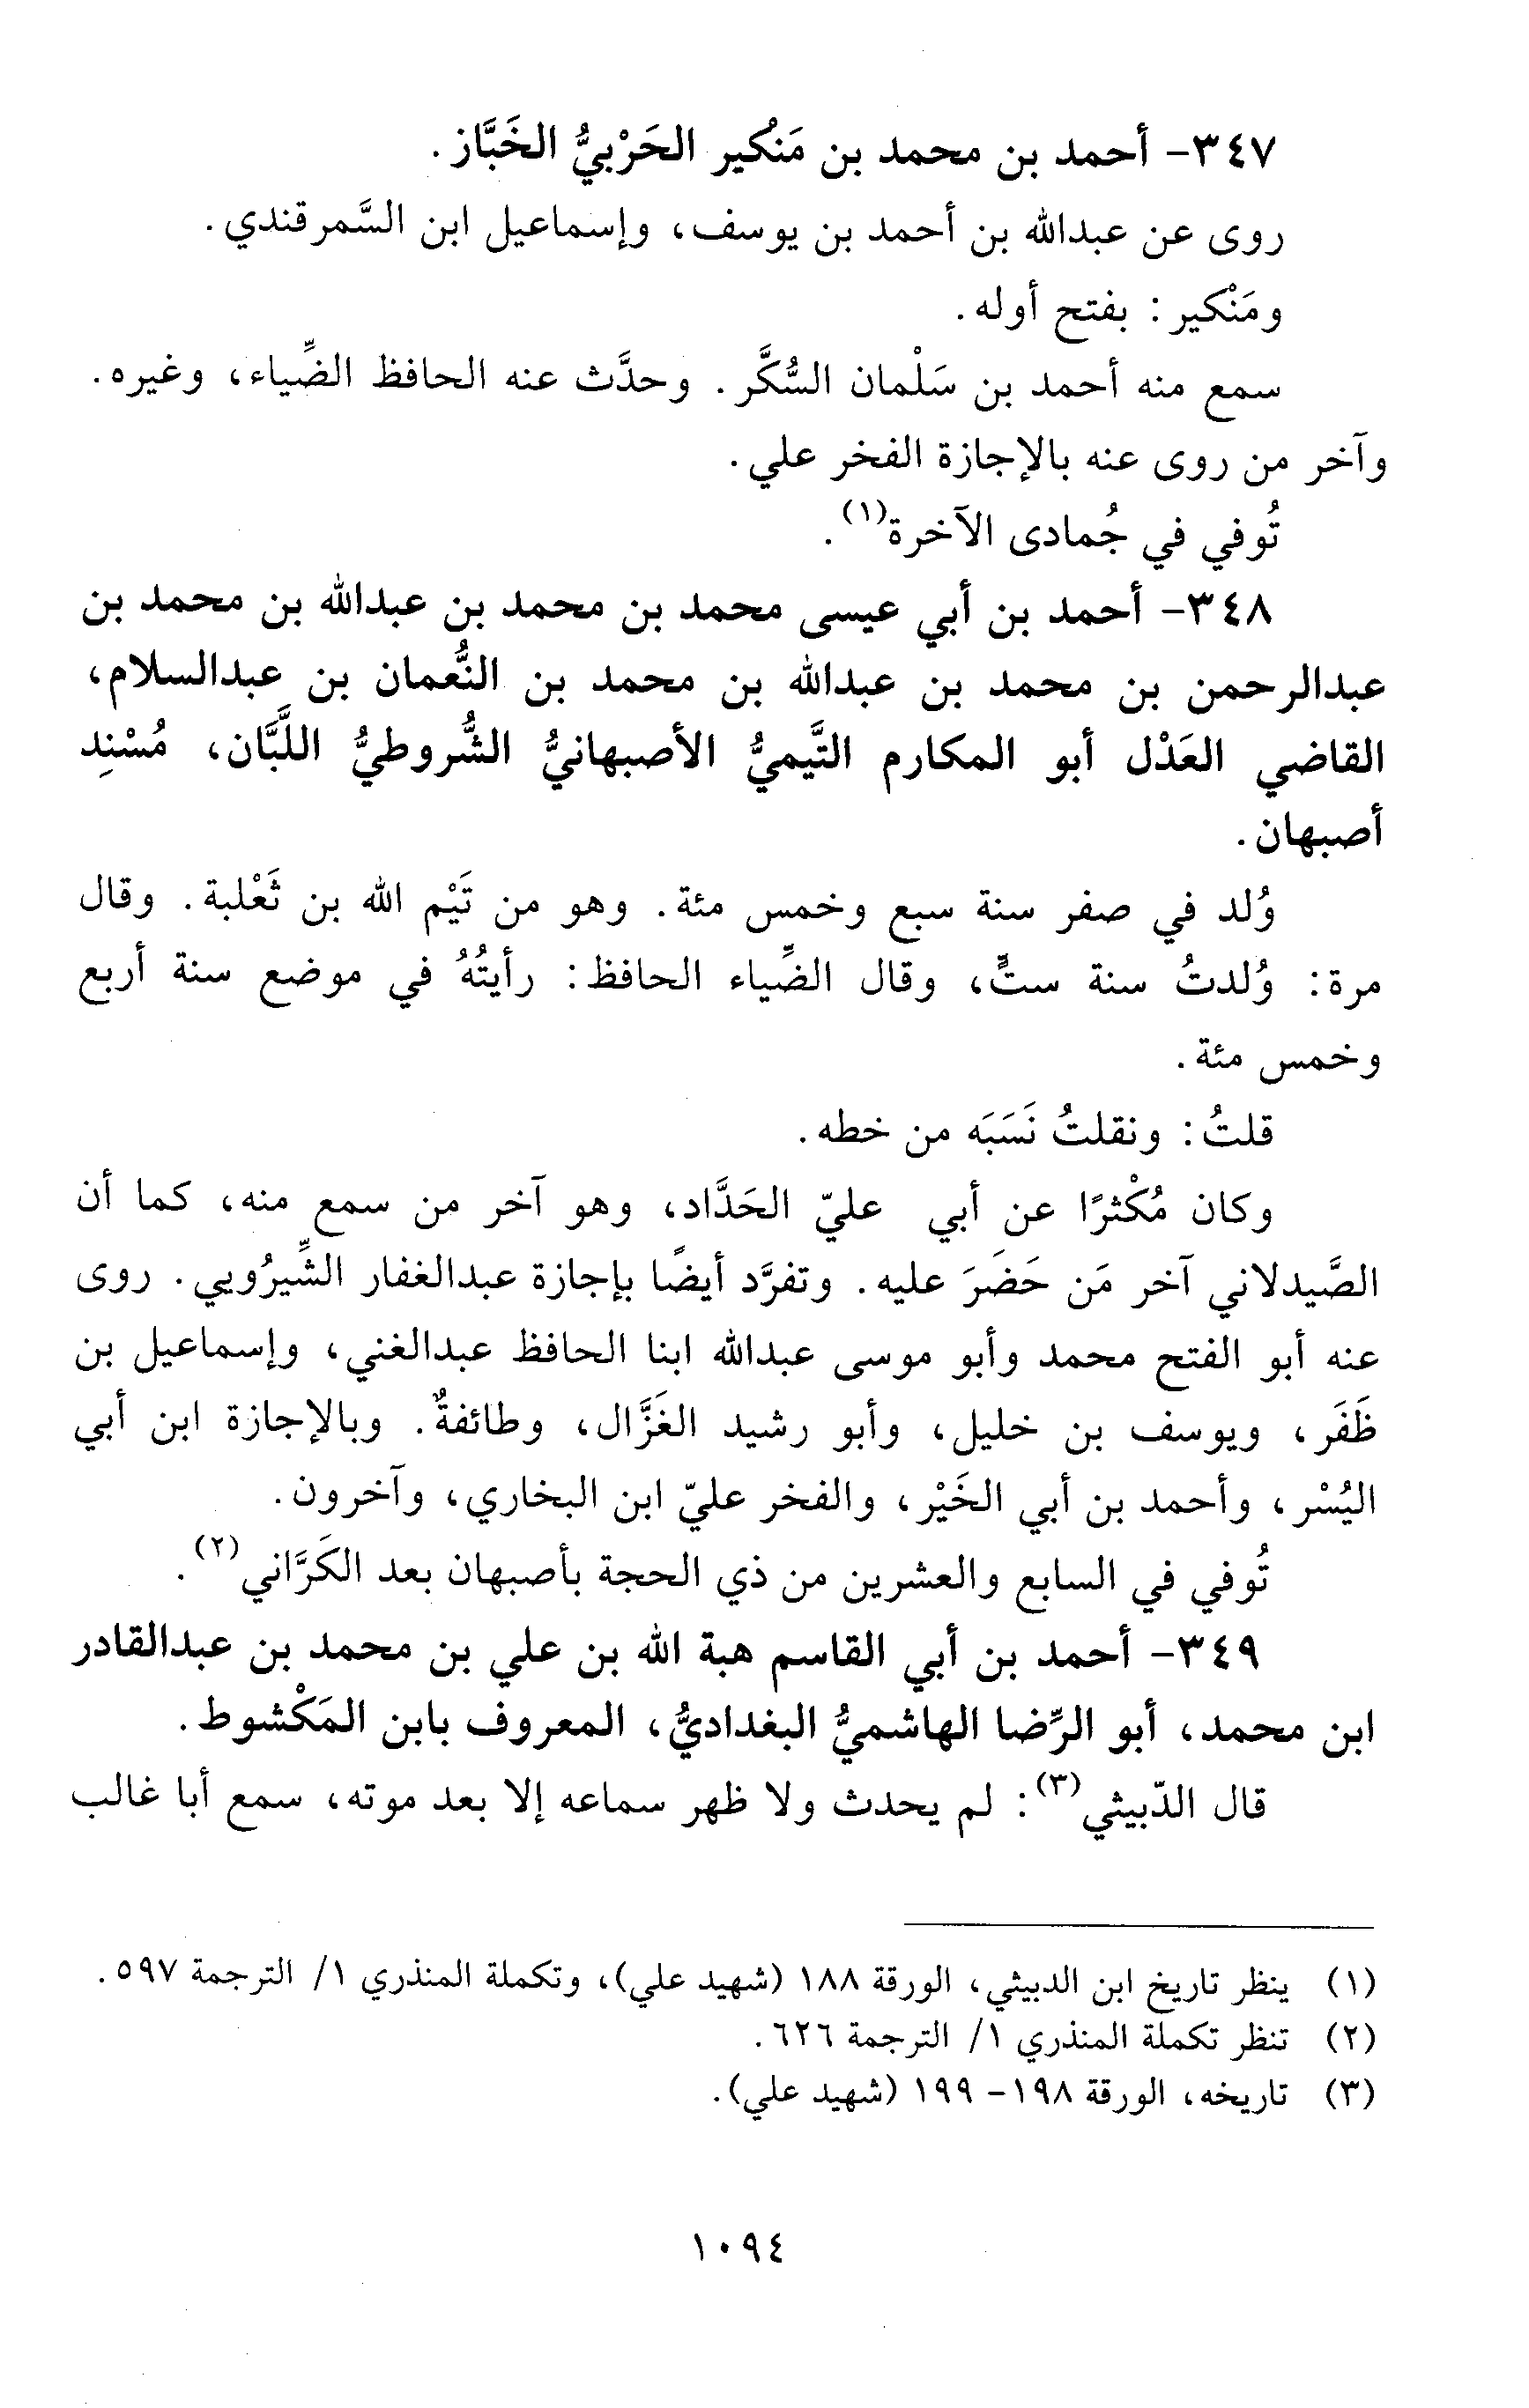 ٣٤٧- أحمد بن محمد بن مَنْكير الحَرْبيُّ الخَبَّاز.
روى عن عبدالله بن أحمد بن يوسف، وإسماعيل ابن السَّمرقندي.
ومَنْكير: بفتح أوله.
سمع منه أحمد بن سَلْمان السُّكَّر. وحدَّث عنه الحافظ الضِّياء، وغيره.
وآخر من روى عنه بالإجازة الفخر علي.
تُوفي في جُمادى الآخرة(١).
٣٤٨- أحمد بن أبي عيسى محمد بن محمد بن عبدالله بن محمد بن
عبدالرحمن بن محمد بن عبدالله بن محمد بن النُّعمان بن عبدالسلام،
القاضي العَدْل أبو المكارم التَّيميُّ الأصبهانيُّ الشُّروطيُّ اللَّبَّان، مُسْنِد
أصبهان.
وُلد في صفر سنة سبع وخمس مئة. وهو من تَيْم الله بن ثَعْلبة. وقال
مرة: وُلدتُ سنة ستٍّ، وقال الضِّياء الحافظ: رأيتُهُ في موضع سنة أربع
وخمس مئة.
قلتُ: ونقلتُ نَسَبَه من خطه.
وكان مُكْثرًا عن أبي عليّ الحَدَّاد، وهو آخر من سمع منه، كما أن
الصَّيدلاني آخر مَن حَضَرَ عليه. وتفرَّد أيضًا بإجازة عبدالغفار الشِّيرُويي. روى
عنه أبو الفتح محمد وأبو موسى عبدالله ابنا الحافظ عبدالغني، وإسماعيل بن
ظَفَر، ويوسف بن خليل، وأبو رشيد الغَزَّال، وطائفةٌ. وبالإجازة ابن أبي
اليُسْر، وأحمد بن أبي الخَيْر، والفخر عليّ ابن البخاري، وآخرون.
تُوفي في السابع والعشرين من ذي الحجة بأصبهان بعد الكَرَّاني(٢).
٣٤٩- أحمد بن أبي القاسم هبة الله بن علي بن محمد بن عبدالقادر
ابن محمد، أبو الرِّضا الهاشميُّ البغداديُّ، المعروف بابن المَكْشوط.
قال الدّبيثي(٣): لم يحدث ولا ظهر سماعه إلا بعد موته، سمع أبا غالب
(١) ينظر تاريخ ابن الدبيثي، الورقة ١٨٨ (شهيد علي)، وتكملة المنذري ١/ الترجمة ٥٩٧.
(٢) تنظر تكملة المنذري ١/ الترجمة ٦٢٦.
(٣) تاريخه، الورقة ١٩٨- ١٩٩ (شهيد علي).
١٠٩٤